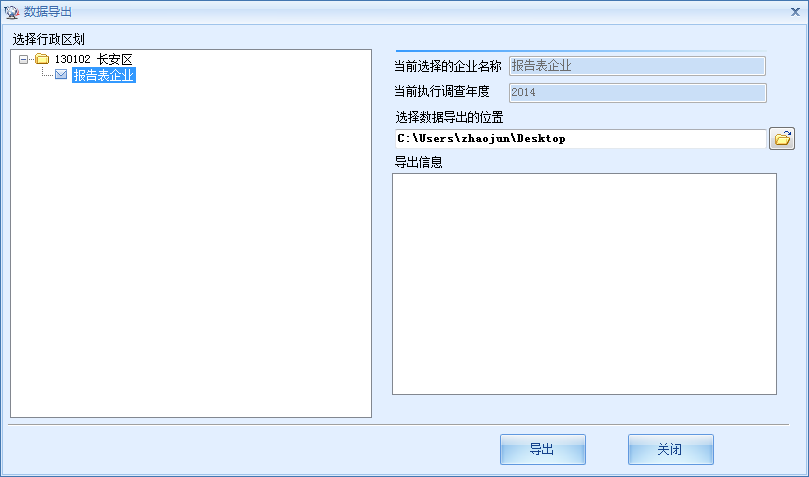 数据导出
选择行政区划
130102 长安区
报告表企业
当前选择的企业名称 报告表企业
当前执行调查年度 2014
选择数据导出的位置
C:\Users\zhaojun\Desktop
导出信息
导出 关闭